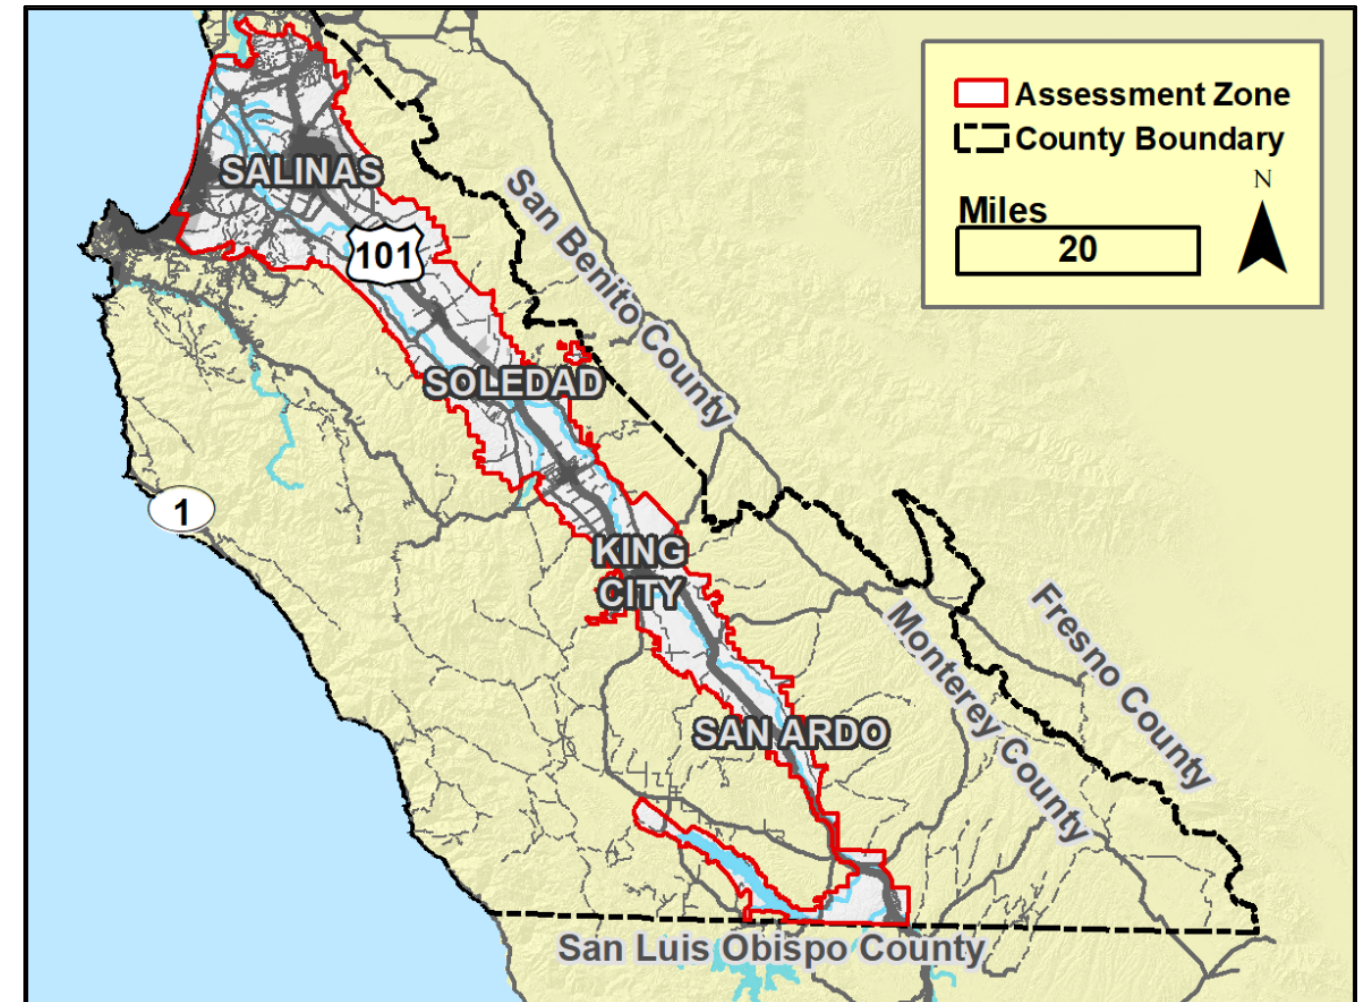 Assessment Zone
County Boundary
N
Miles
20
SALINAS
101
San Benito County
SOLEDAD
1
KING
CITY
Fresno County
Monterey County
SAN ARDO
San Luis Obispo County